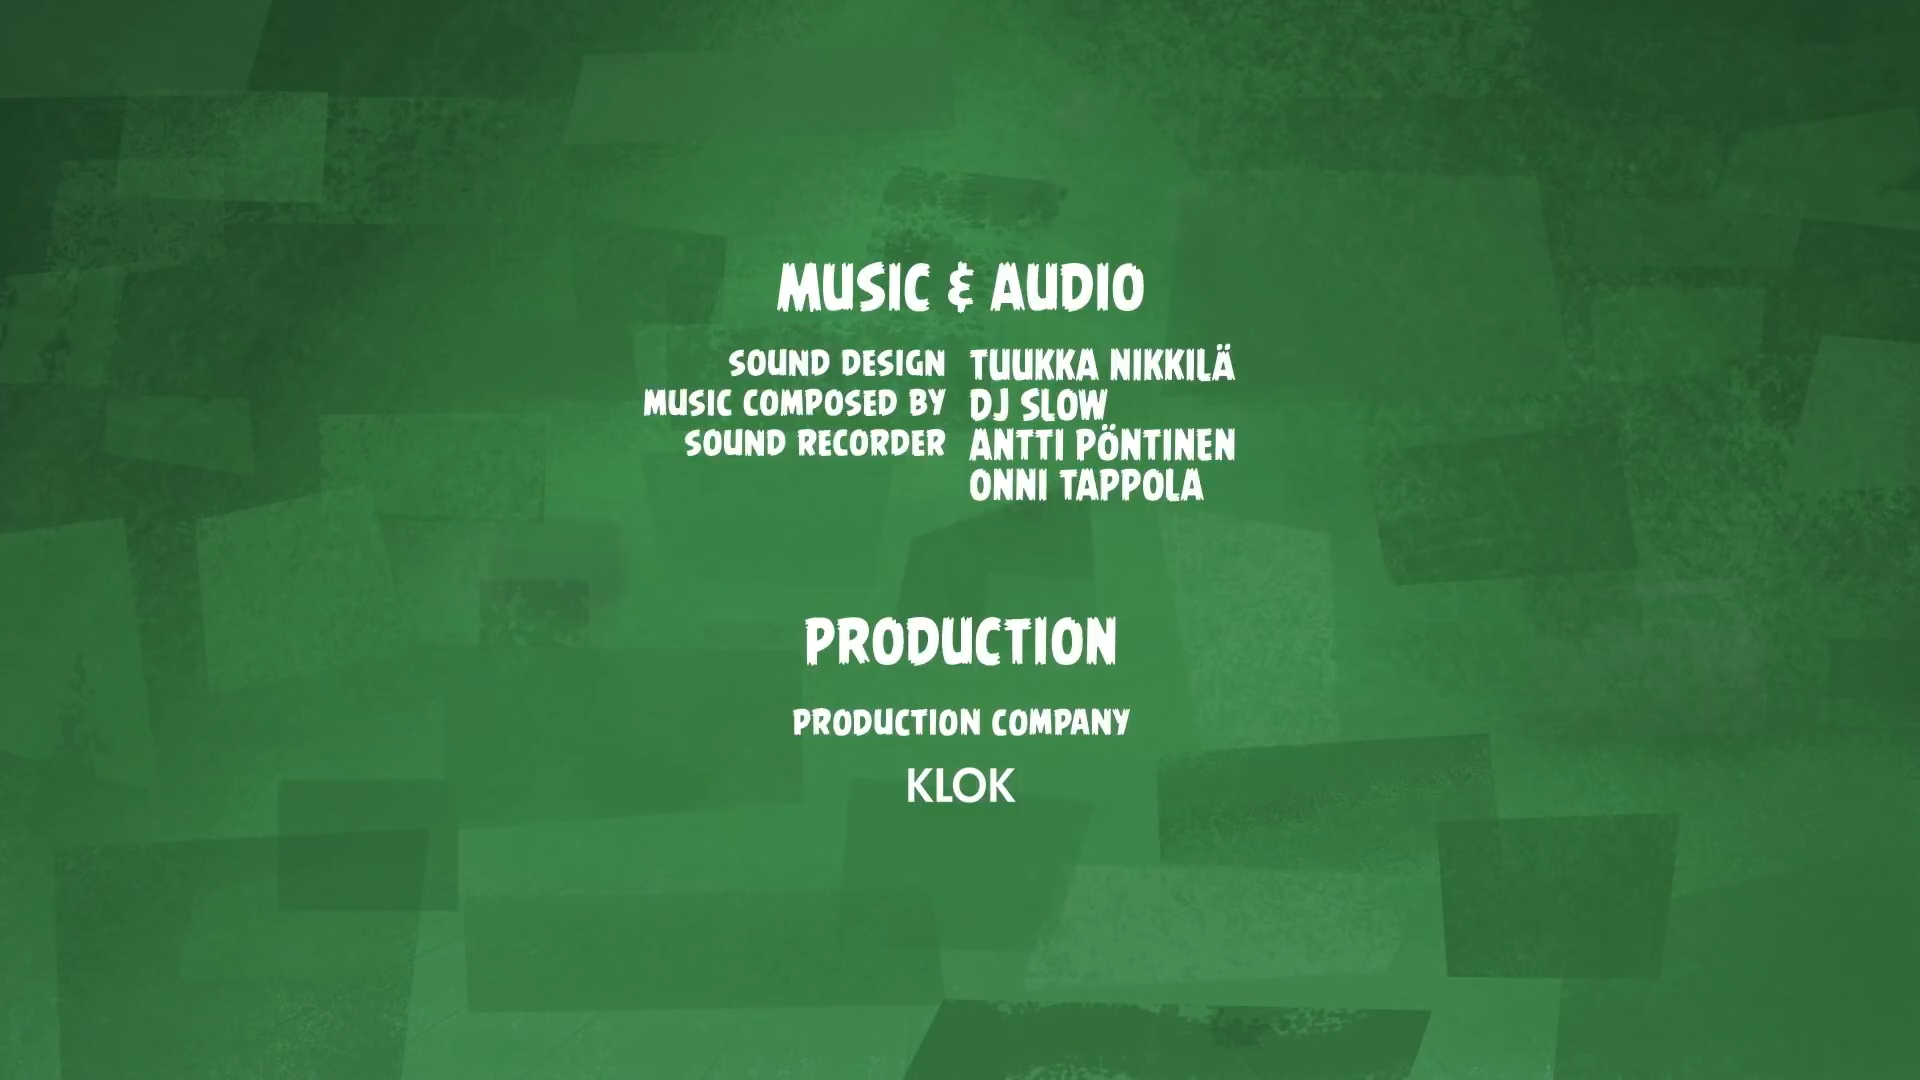 MUSIC & AUDIO
SOUND DESIGN TUUKKA NIKKILÄ
MUSIC COMPOSED BY DJ SLOW
SOUND RECORDER ANTTI PÖNTINEN
ONNI TAPPOLA
PRODUCTION
PRODUCTION COMPANY
KLOK